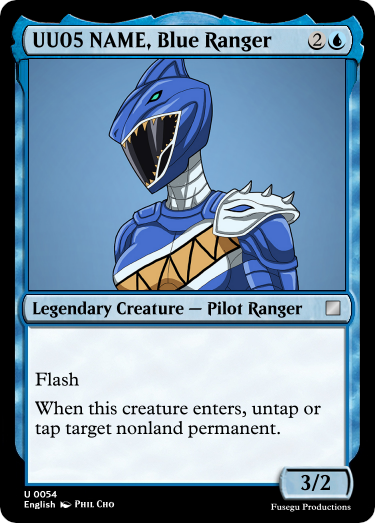 UU05 NAME, Blue Ranger 2
Legendary Creature — Pilot Ranger
Flash
When this creature enters, untap or
tap target nonland permanent.
3/2
U 0054
English Phil Cho
Fusegu Productions